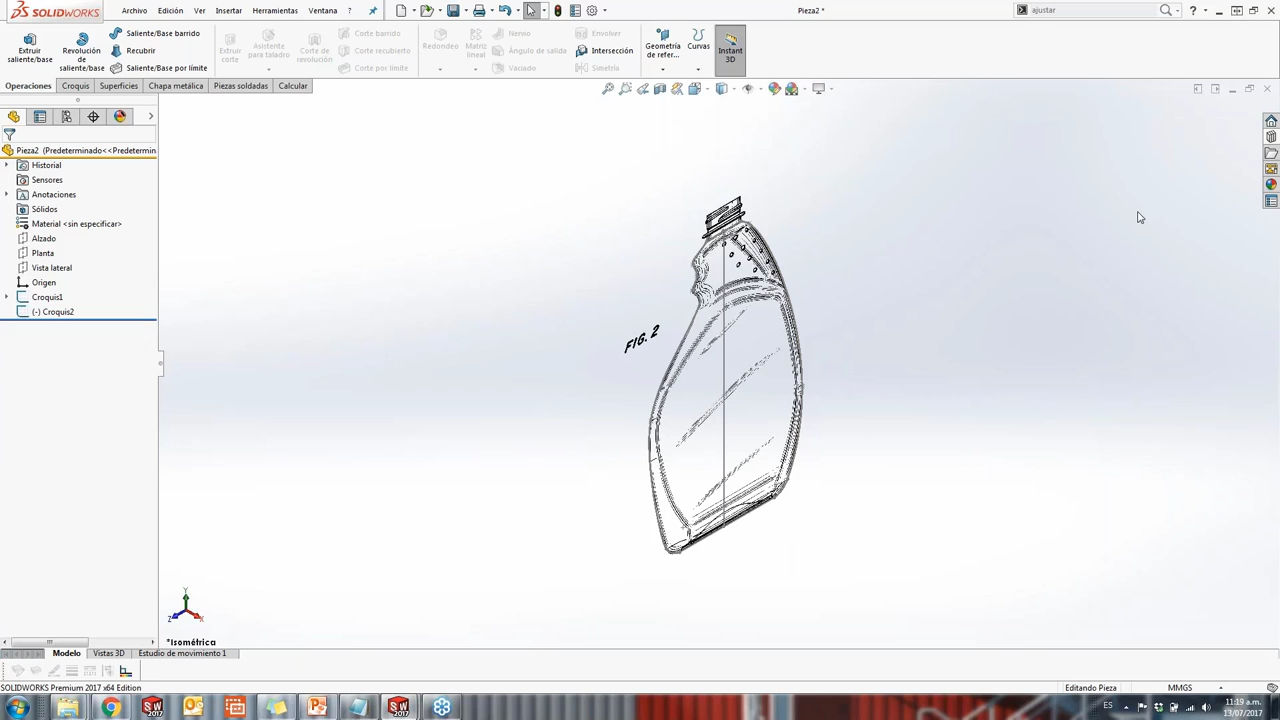 SOLIDWORKS
Archivo Edición Ver Insertar Herramientas Ventana ?
Pieza2 *
ajustar
Extruir saliente/base
Revolución de saliente/base
Saliente/Base barrido
Recubrir
Saliente/Base por límite
Extruir corte
Asistente para taladro
Corte de revolución
Corte barrido
Corte recubierto
Corte por límite
Redondeo
Matriz lineal
Nervio
Ángulo de salida
Vaciado
Envolver
Intersección
Simetría
Geometría de refer...
Curvas
Instant 3D
Operaciones Croquis Superficies Chapa metálica Piezas soldadas Calcular
Pieza2 (Predeterminado<<Predetermin
Historial
Sensores
Anotaciones
Sólidos
Material <sin especificar>
Alzado
Planta
Vista lateral
Origen
Croquis1
(-) Croquis2
FIG. 2
Y
Z X
*Isométrica
Modelo Vistas 3D Estudio de movimiento 1
SOLIDWORKS Premium 2017 x64 Edition
Editando Pieza
MMGS
ES
11:19 a.m.
13/07/2017